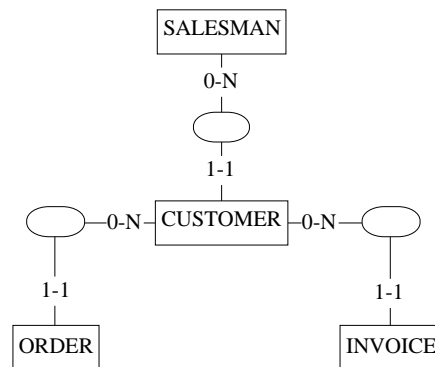 SALESMAN
0-N
1-1
0-N CUSTOMER 0-N
1-1 1-1
ORDER INVOICE